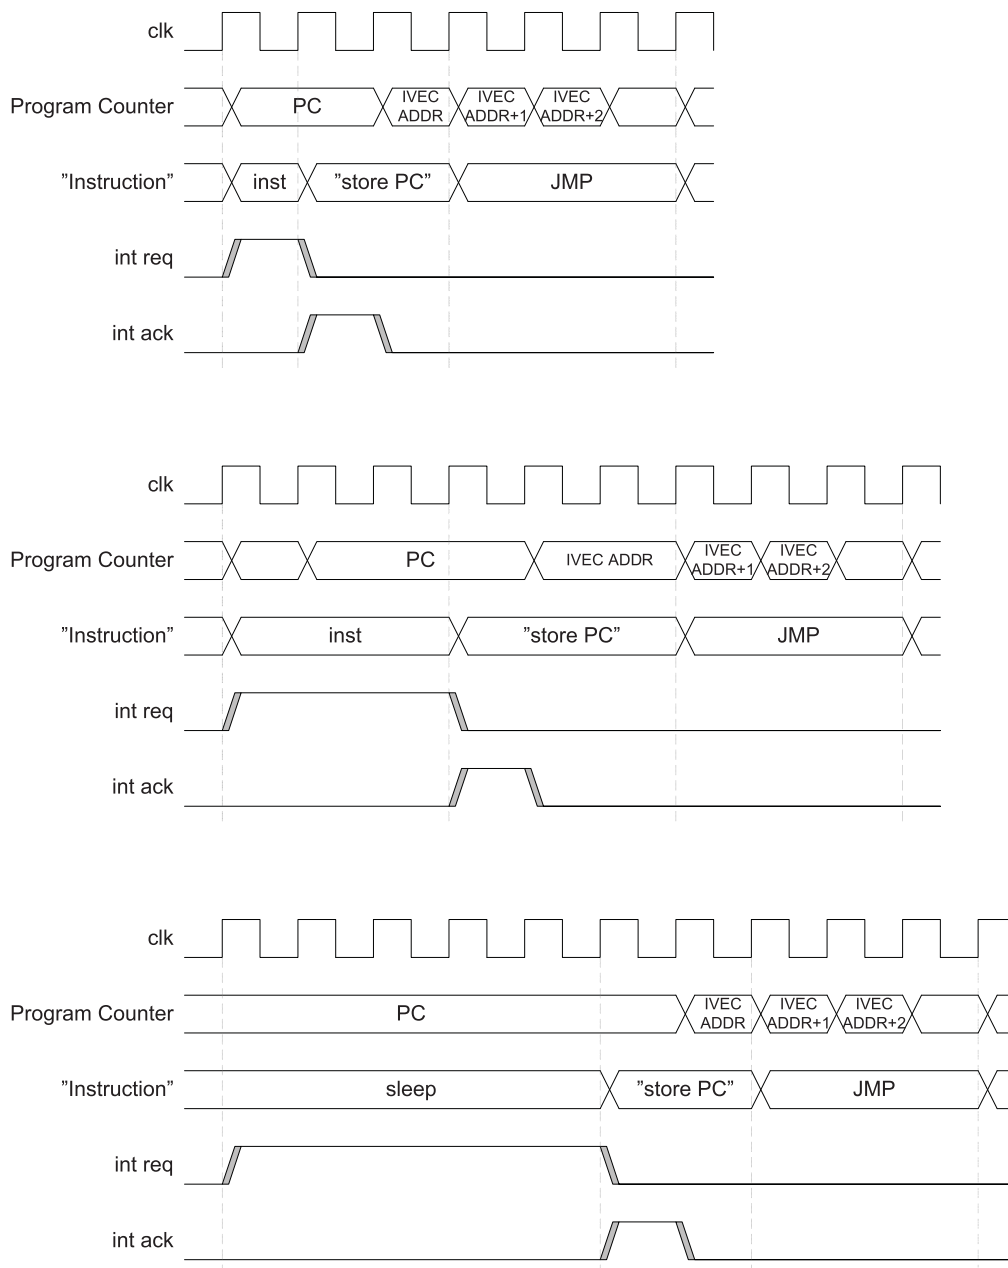 clk
Program Counter
PC
IVEC
ADDR
IVEC
ADDR+1
IVEC
ADDR+2
”Instruction”
inst
”store PC”
JMP
int req
int ack
clk
Program Counter
PC
IVEC ADDR
IVEC
ADDR+1
IVEC
ADDR+2
”Instruction”
inst
”store PC”
JMP
int req
int ack
clk
Program Counter
PC
IVEC
ADDR
IVEC
ADDR+1
IVEC
ADDR+2
”Instruction”
sleep
”store PC”
JMP
int req
int ack